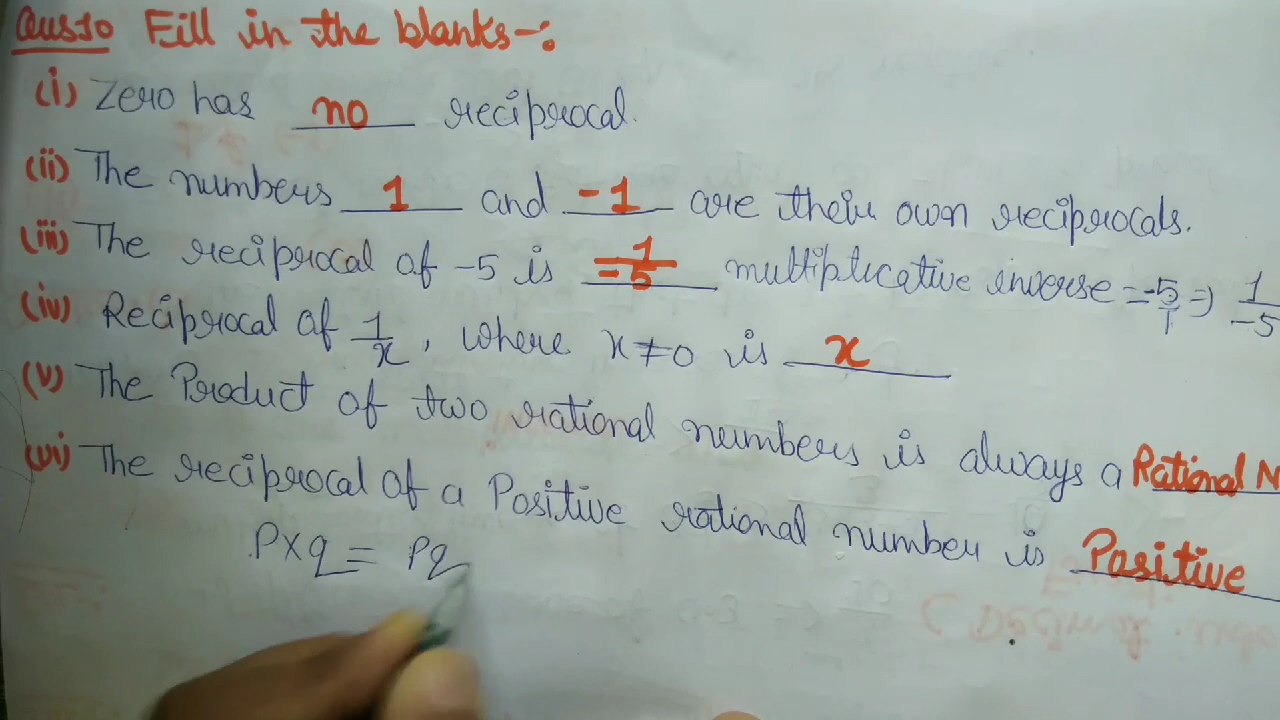 Ques10 Fill in the blanks-:
(i) Zero has no reciprocal.
(ii) The numbers 1 and -1 are their own reciprocals.
(iii) The reciprocal of -5 is 1/-5 multiplicative inverse = -5/1 => 1/-5
(iv) Reciprocal of 1/x, where x≠0 is x
(v) The Product of two rational numbers is always a Rational N
(vi) The reciprocal of a Positive rational number is Positive
P×q = Pq